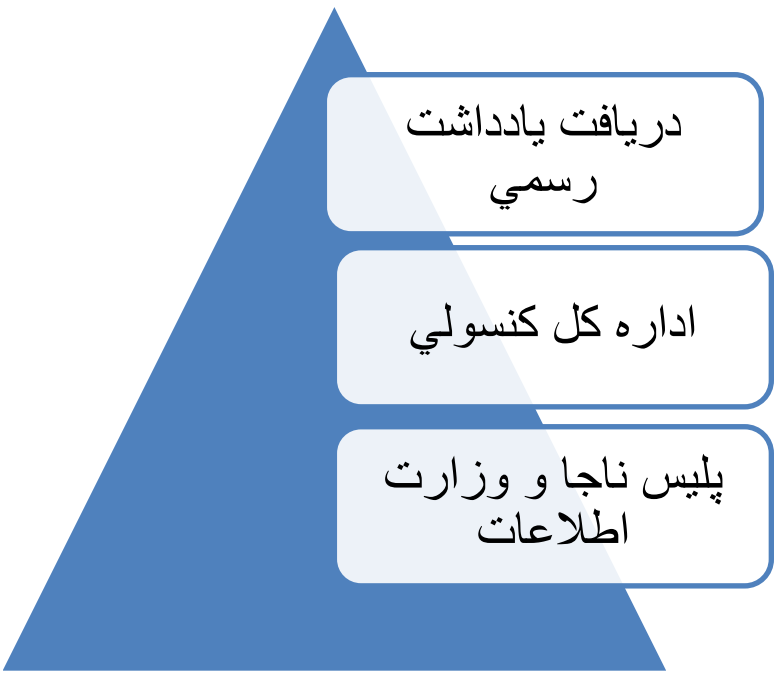 دريافت يادداشت
رسمي
اداره كل كنسولي
پليس ناجا و وزارت
اطلاعات